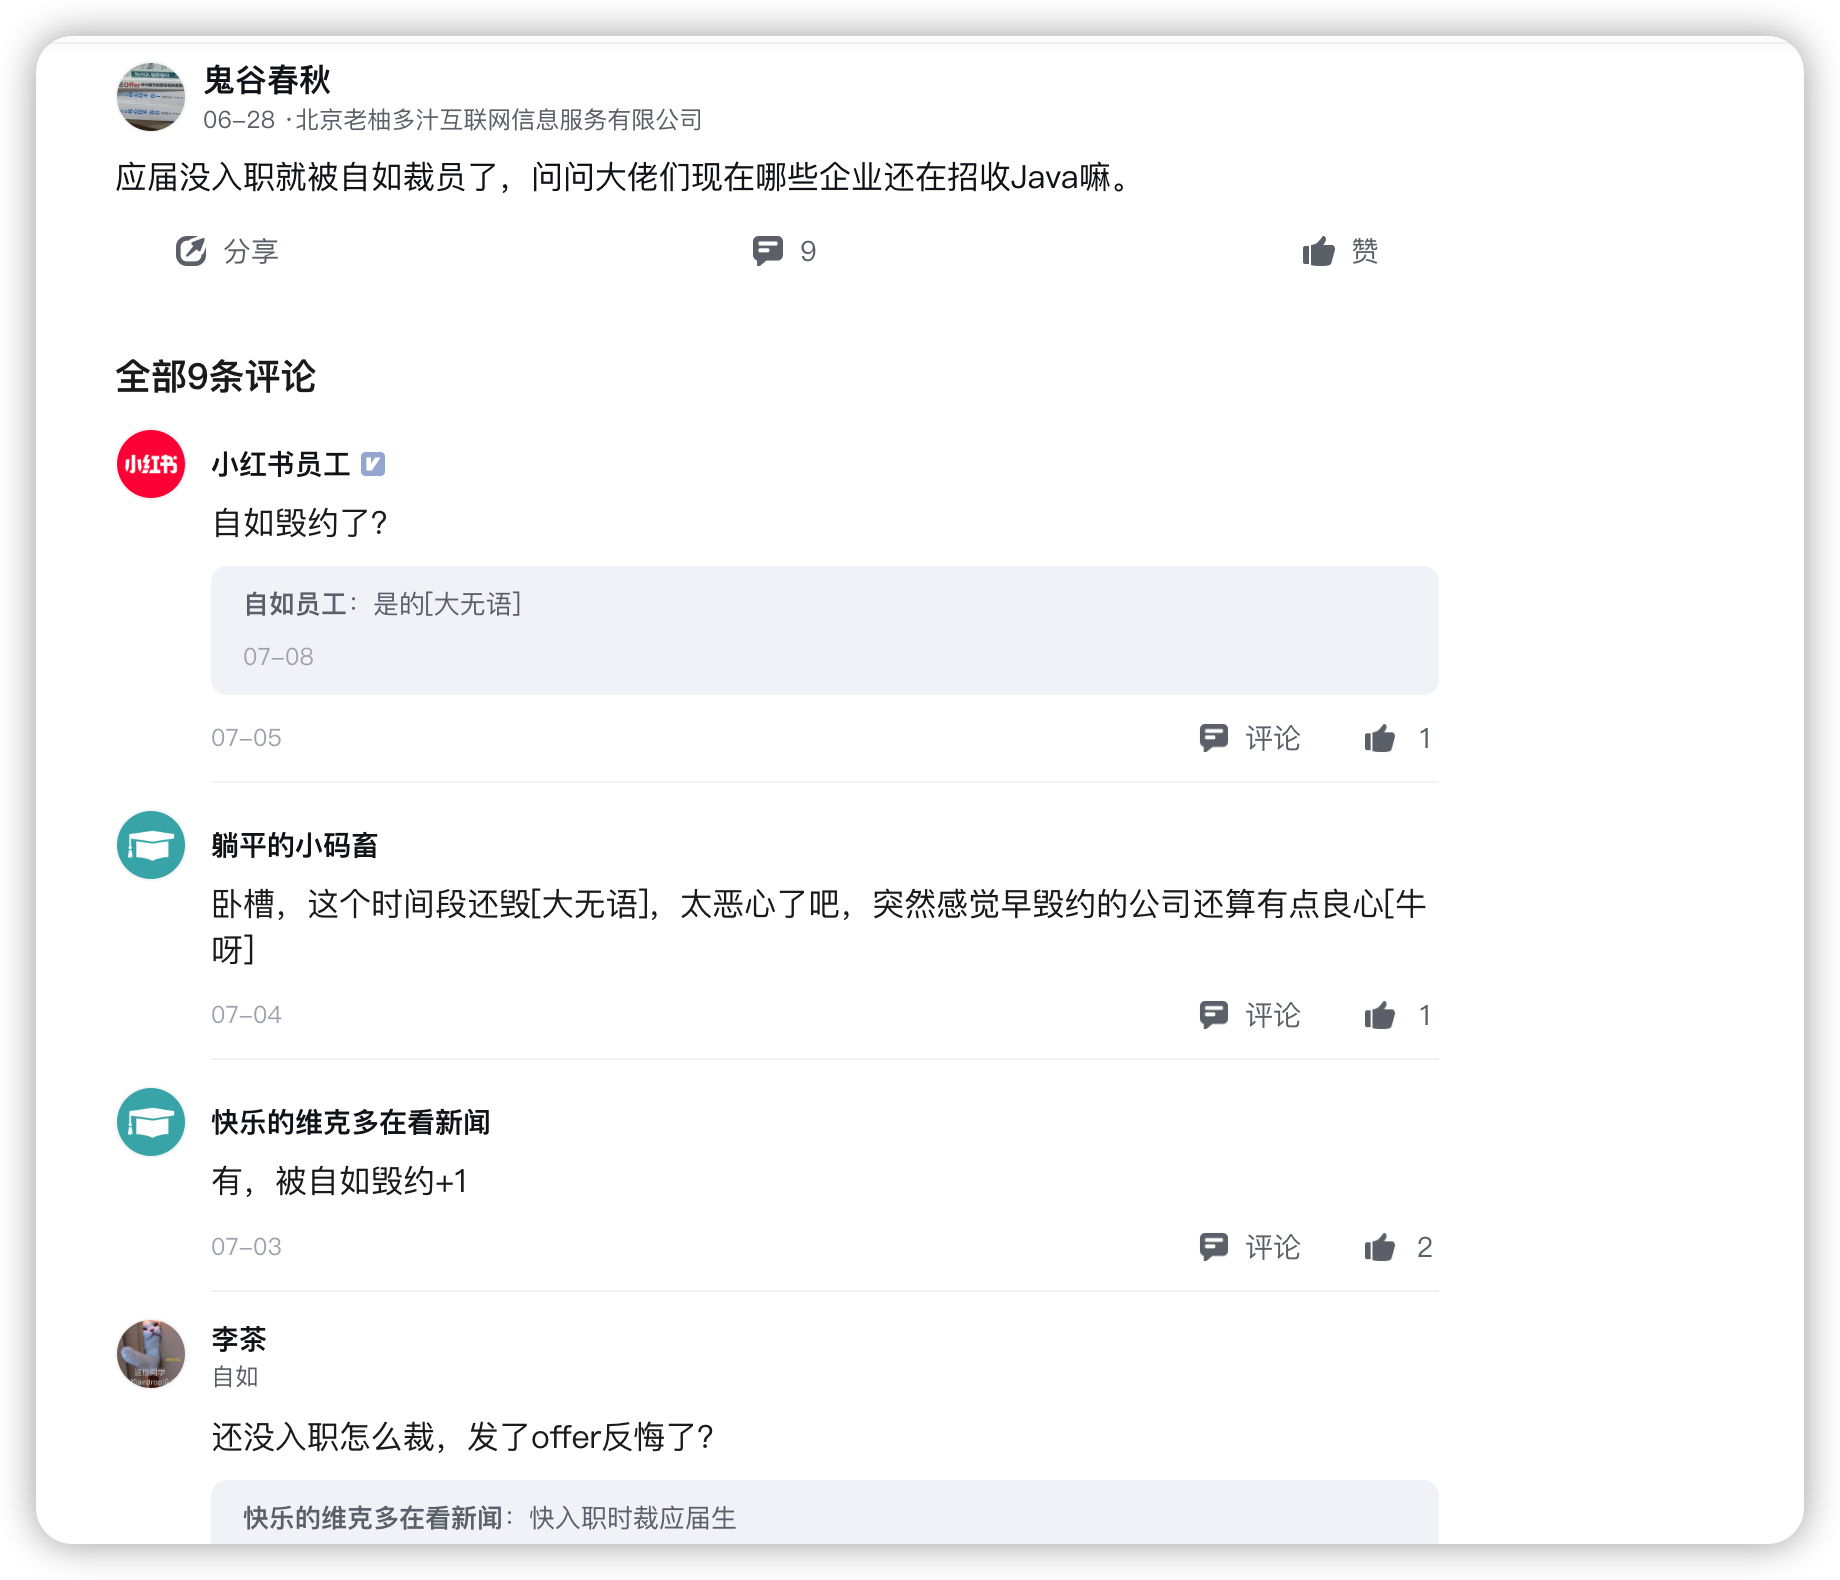 鬼谷春秋
06-28 ·北京老柚多汁互联网信息服务有限公司
应届没入职就被自如裁员了，问问大佬们现在哪些企业还在招收Java嘛。
分享
9
赞
全部9条评论
小红书
小红书员工
自如毁约了？
自如员工：是的[大无语]
07-08
07-05
评论
1
躺平的小码畜
卧槽，这个时间段还毁[大无语]，太恶心了吧，突然感觉早毁约的公司还算有点良心[牛
呀]
07-04
评论
1
快乐的维克多在看新闻
有，被自如毁约+1
07-03
评论
2
李茶
自如
还没入职怎么裁，发了offer反悔了？
快乐的维克多在看新闻：快入职时裁应届生